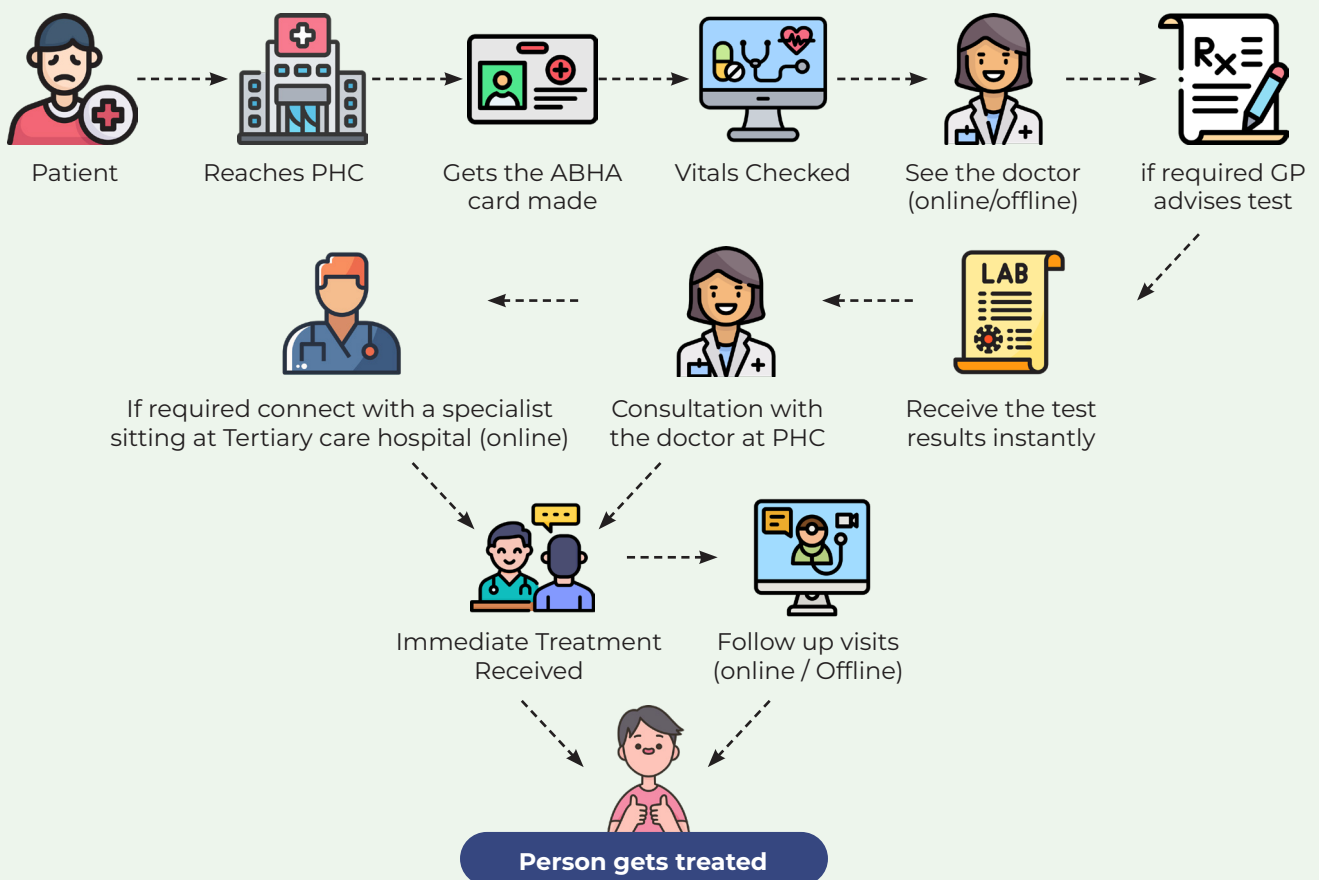 Patient
Reaches PHC
Gets the ABHA
card made
Vitals Checked
See the doctor
(online/offline)
Rx
if required GP
advises test
LAB
If required connect with a specialist
sitting at Tertiary care hospital (online)
Consultation with
the doctor at PHC
Receive the test
results instantly
Immediate Treatment
Received
Follow up visits
(online / Offline)
Person gets treated